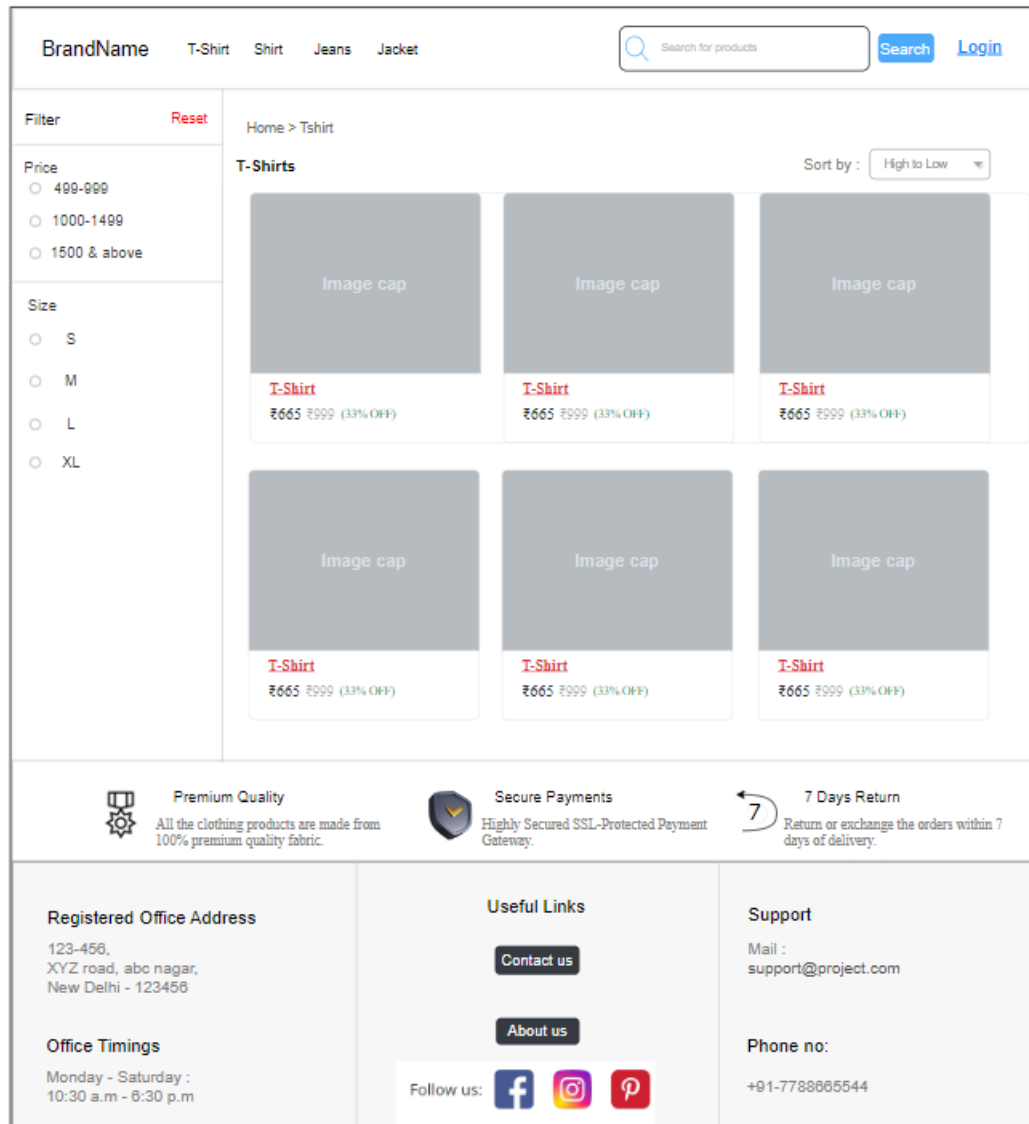 BrandName
T-Shirt Shirt Jeans Jacket
Search for products
Search
Login
Filter
Reset
Price
499-999
1000-1499
1500 & above
Size
S
M
L
XL
Home > Tshirt
T-Shirts
Sort by :
High to Low
Image cap
Image cap
Image cap
T-Shirt
₹665 ₹999 (33% OFF)
T-Shirt
₹665 ₹999 (33% OFF)
T-Shirt
₹665 ₹999 (33% OFF)
Image cap
Image cap
Image cap
T-Shirt
₹665 ₹999 (33% OFF)
T-Shirt
₹665 ₹999 (33% OFF)
T-Shirt
₹665 ₹999 (33% OFF)
Premium Quality
All the clothing products are made from
100% premium quality fabric.
Secure Payments
Highly Secured SSL-Protected Payment
Gateway.
7
7 Days Return
Return or exchange the orders within 7
days of delivery.
Registered Office Address
123-456,
XYZ road, abc nagar,
New Delhi - 123456
Office Timings
Monday - Saturday :
10:30 a.m - 6:30 p.m
Useful Links
Contact us
About us
Follow us:
Support
Mail :
support@project.com
Phone no:
+91-7788665544